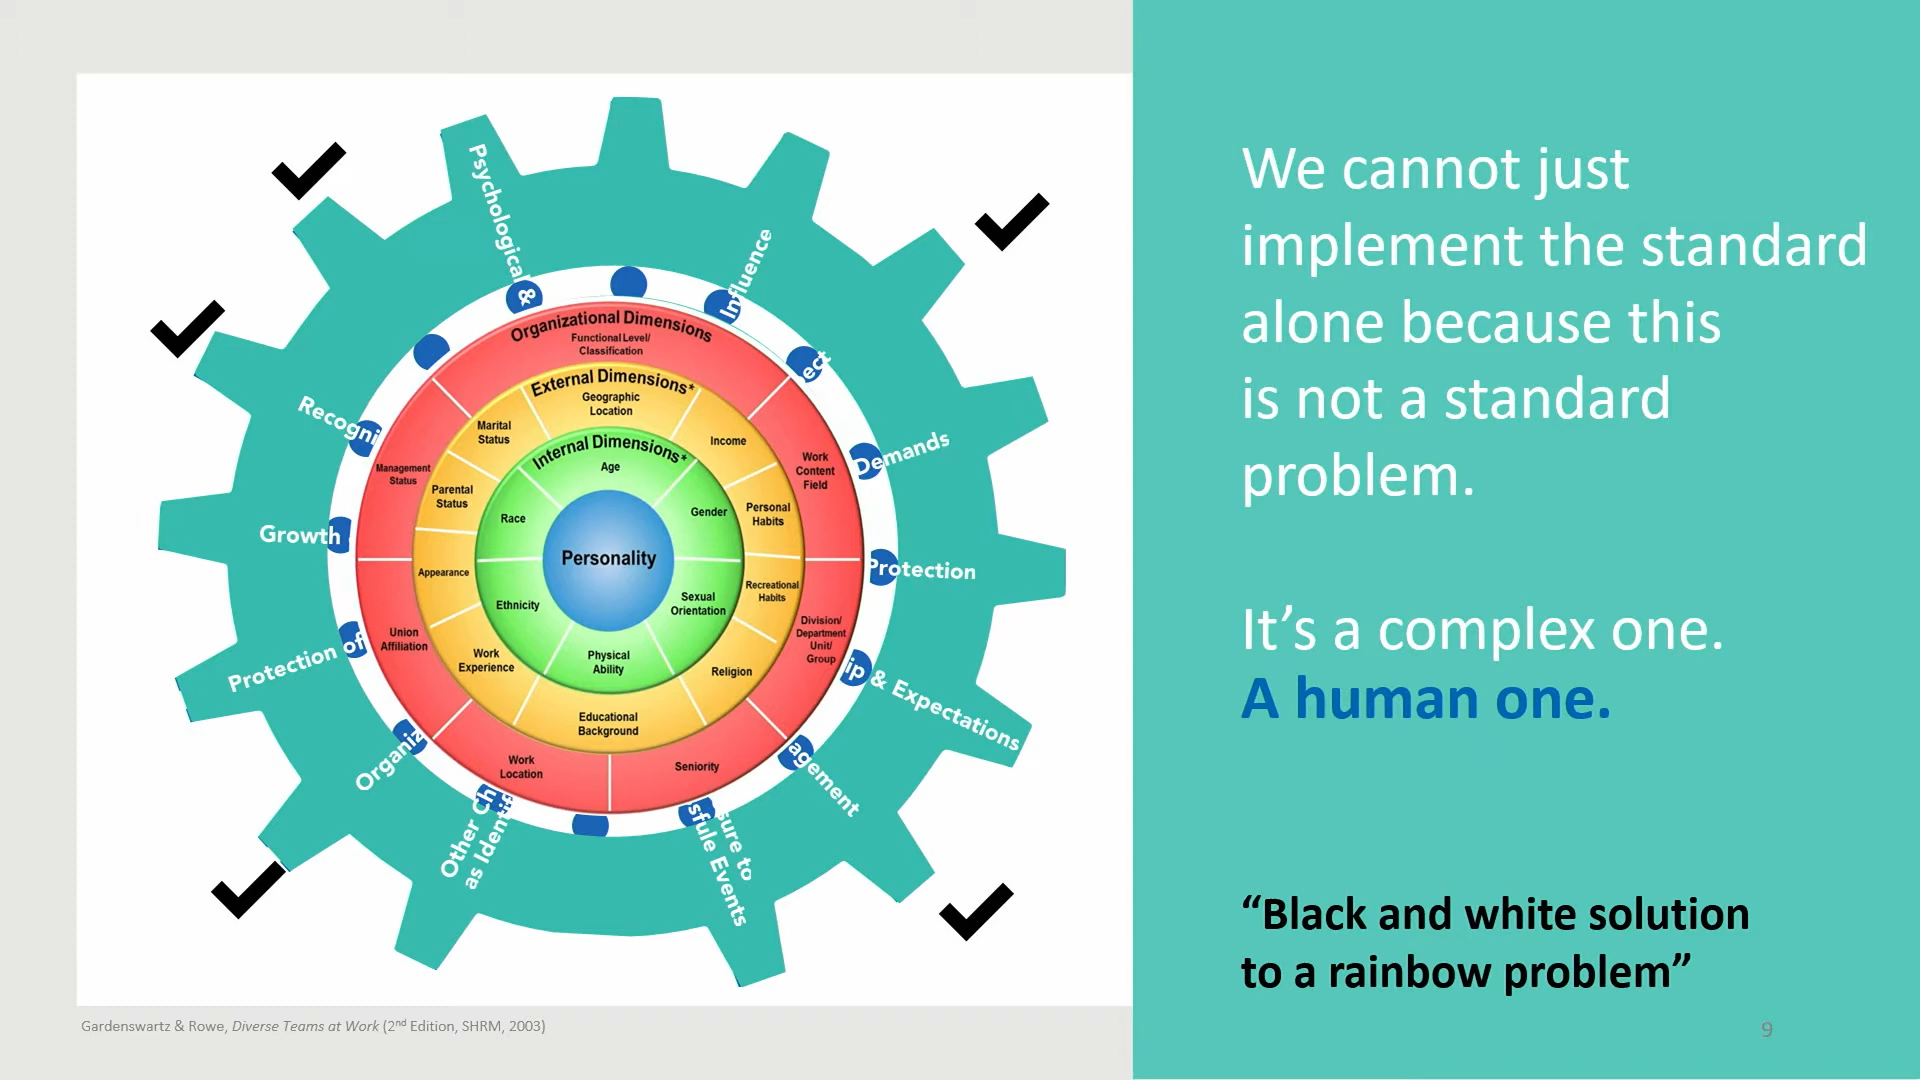 Psychological &
Influence
ect
Demands
Protection
ip & Expectations
agement
sure to
sfule Events
Other Ch
as Identif
Organiz
Protection of
Growth
Recogni
Organizational Dimensions
Functional Level/
Classification
Management
Status
Work
Content
Field
Union
Affiliation
Division/
Department
Unit/
Group
Work
Location
Seniority
External Dimensions*
Geographic
Location
Marital
Status
Income
Parental
Status
Personal
Habits
Appearance
Recreational
Habits
Work
Experience
Religion
Educational
Background
Internal Dimensions*
Age
Race
Gender
Ethnicity
Sexual
Orientation
Physical
Ability
Personality
Gardenswartz & Rowe, Diverse Teams at Work (2nd Edition, SHRM, 2003)
We cannot just
implement the standard
alone because this
is not a standard
problem.
It’s a complex one.
A human one.
“Black and white solution
to a rainbow problem”
9